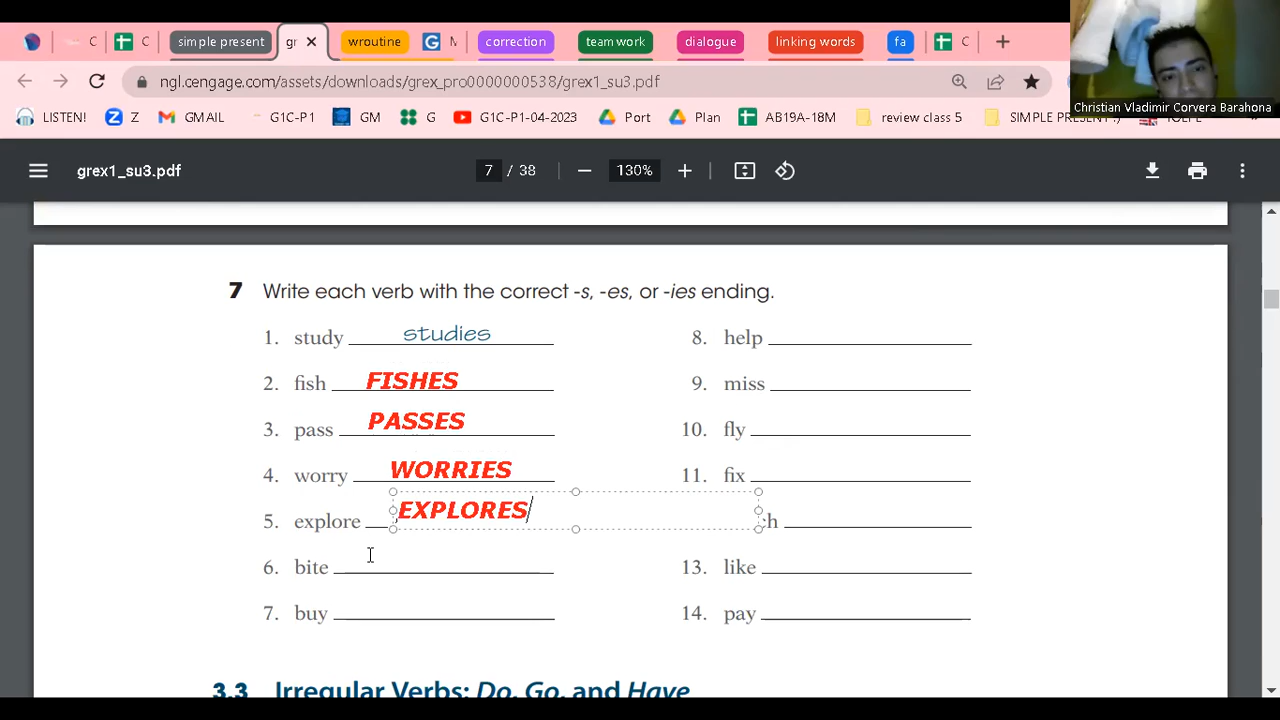 simple present
gr
wroutine
correction
team work
dialogue
linking words
fa
C
ngl.cengage.com/assets/downloads/grex_pro0000000538/grex1_su3.pdf
Christian Vladimir Corvera Barahona
LISTEN!
Z
GMAIL
G1C-P1
GM
G
G1C-P1-04-2023
Port
Plan
AB19A-18M
review class 5
SIMPLE PRESENT :)
grex1_su3.pdf
7 / 38
130%
7 Write each verb with the correct -s, -es, or -ies ending.
1. study studies
2. fish FISHES
3. pass PASSES
4. worry WORRIES
5. explore EXPLORES
6. bite
7. buy
8. help
9. miss
10. fly
11. fix
ch
13. like
14. pay
3.3 Irregular Verbs: Do, Go, and Have